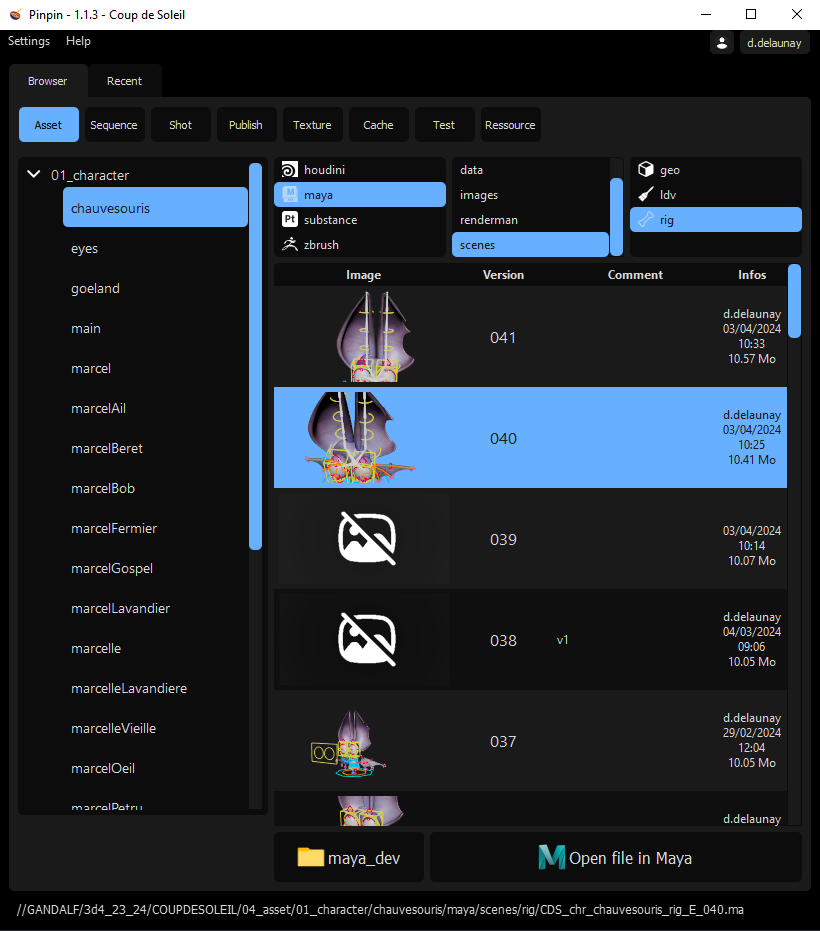 Pinpin - 1.1.3 - Coup de Soleil
Settings Help
d.delaunay
Browser Recent
Asset Sequence Shot Publish Texture Cache Test Ressource
01_character
chauvesouris
eyes
goeland
main
marcel
marcelAil
marcelBeret
marcelBob
marcelFermier
marcelGospel
marcelLavandier
marcelle
marcelleLavandiere
marcelleVieille
marcelOeil
marcelPetru
houdini
maya
Pt substance
zbrush
data
images
renderman
scenes
geo
ldv
rig
Image Version Comment Infos
041
d.delaunay
03/04/2024
10:33
10.57 Mo
040
d.delaunay
03/04/2024
10:25
10.41 Mo
039
03/04/2024
10:14
10.07 Mo
038 v1
d.delaunay
04/03/2024
09:06
10.05 Mo
037
d.delaunay
29/02/2024
12:04
10.05 Mo
d.delaunay
maya_dev
Open file in Maya
//GANDALF/3d4_23_24/COUPDESOLEIL/04_asset/01_character/chauvesouris/maya/scenes/rig/CDS_chr_chauvesouris_rig_E_040.ma